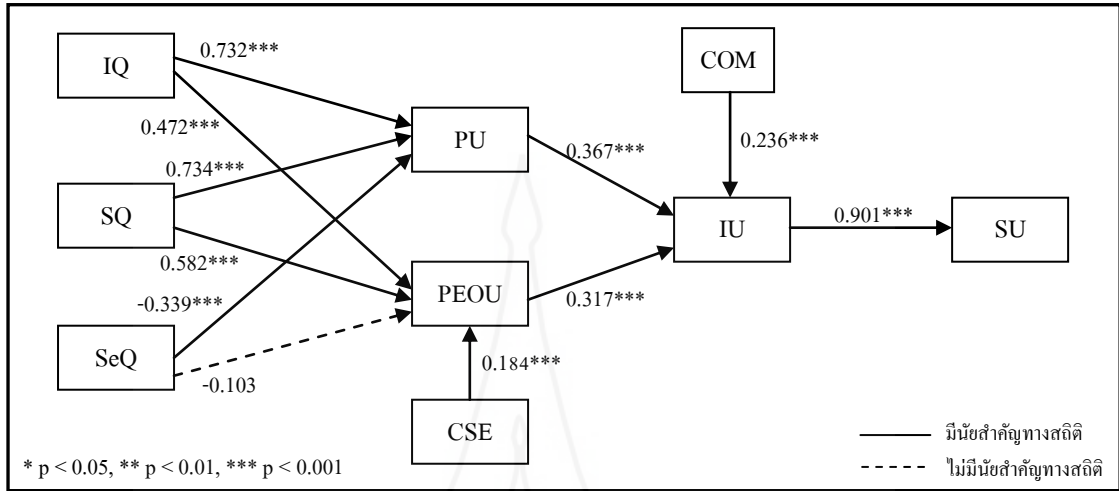 0.732***
COM
IQ
0.472***
PU
0.367***
0.236***
0.734***
SQ
IU
0.901***
SU
0.582***
-0.339***
PEOU
0.317***
SeQ
0.184***
-0.103
CSE
มีนัยสำคัญทางสถิติ
* p < 0.05, ** p < 0.01, *** p < 0.001
ไม่มีนัยสำคัญทางสถิติ